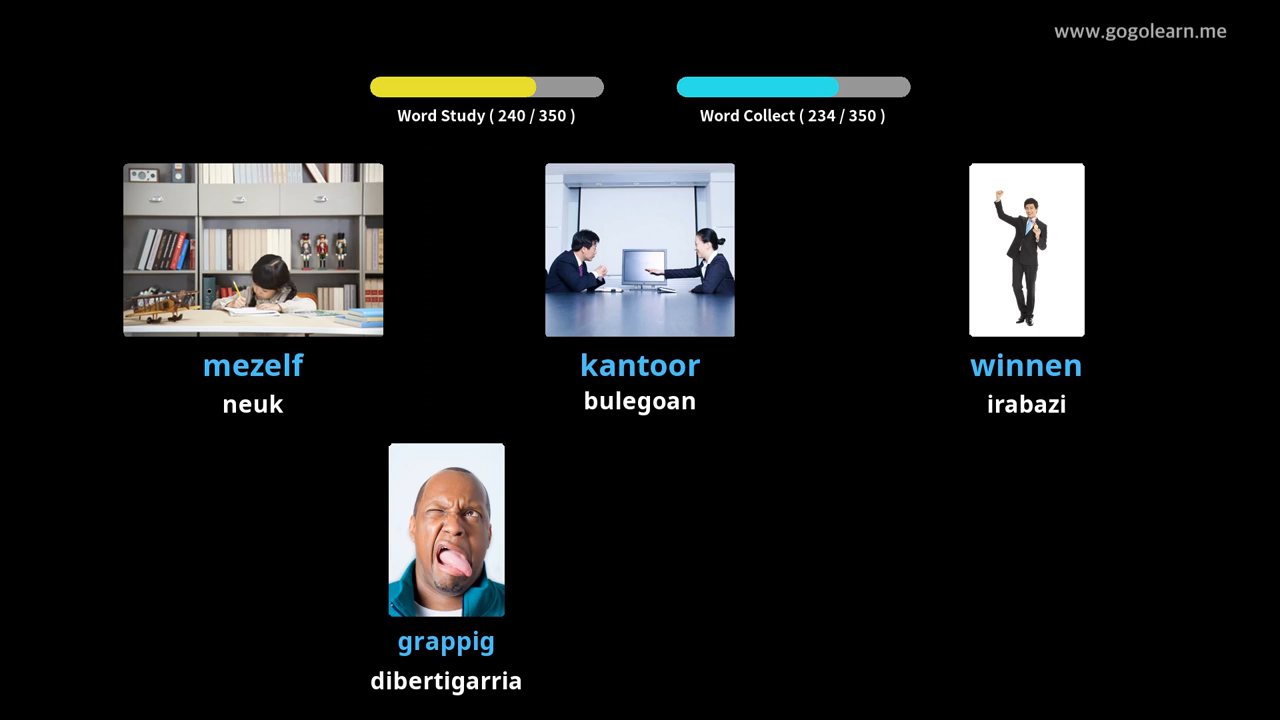 www.gogolearn.me
Word Study ( 240 / 350 )
Word Collect ( 234 / 350 )
mezelf
neuk
kantoor
bulegoan
winnen
irabazi
grappig
dibertigarria